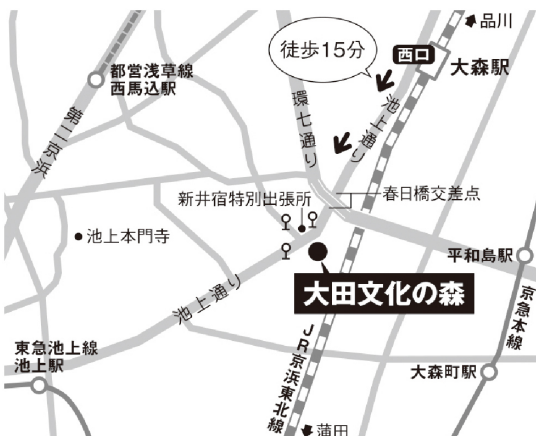 品川
徒歩15分
西口
大森駅
都営浅草線
西馬込駅
第二京浜
環七通り
池上通り
新井宿特別出張所
春日橋交差点
池上本門寺
平和島駅
大田文化の森
池上通り
京急本線
JR京浜東北線
東急池上線
池上駅
大森町駅
蒲田